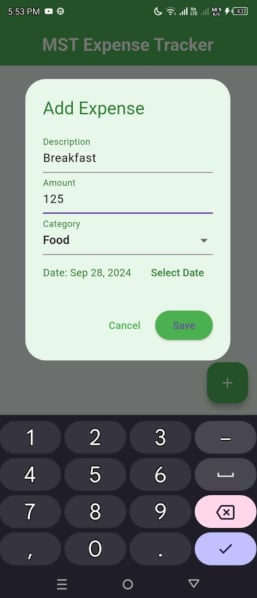 5:53 PM
MST Expense Tracker
Add Expense
Description
Breakfast
Amount
125
Category
Food
Date: Sep 28, 2024 Select Date
Cancel Save
+
1 2 3 –
4 5 6
7 8 9
, 0 .